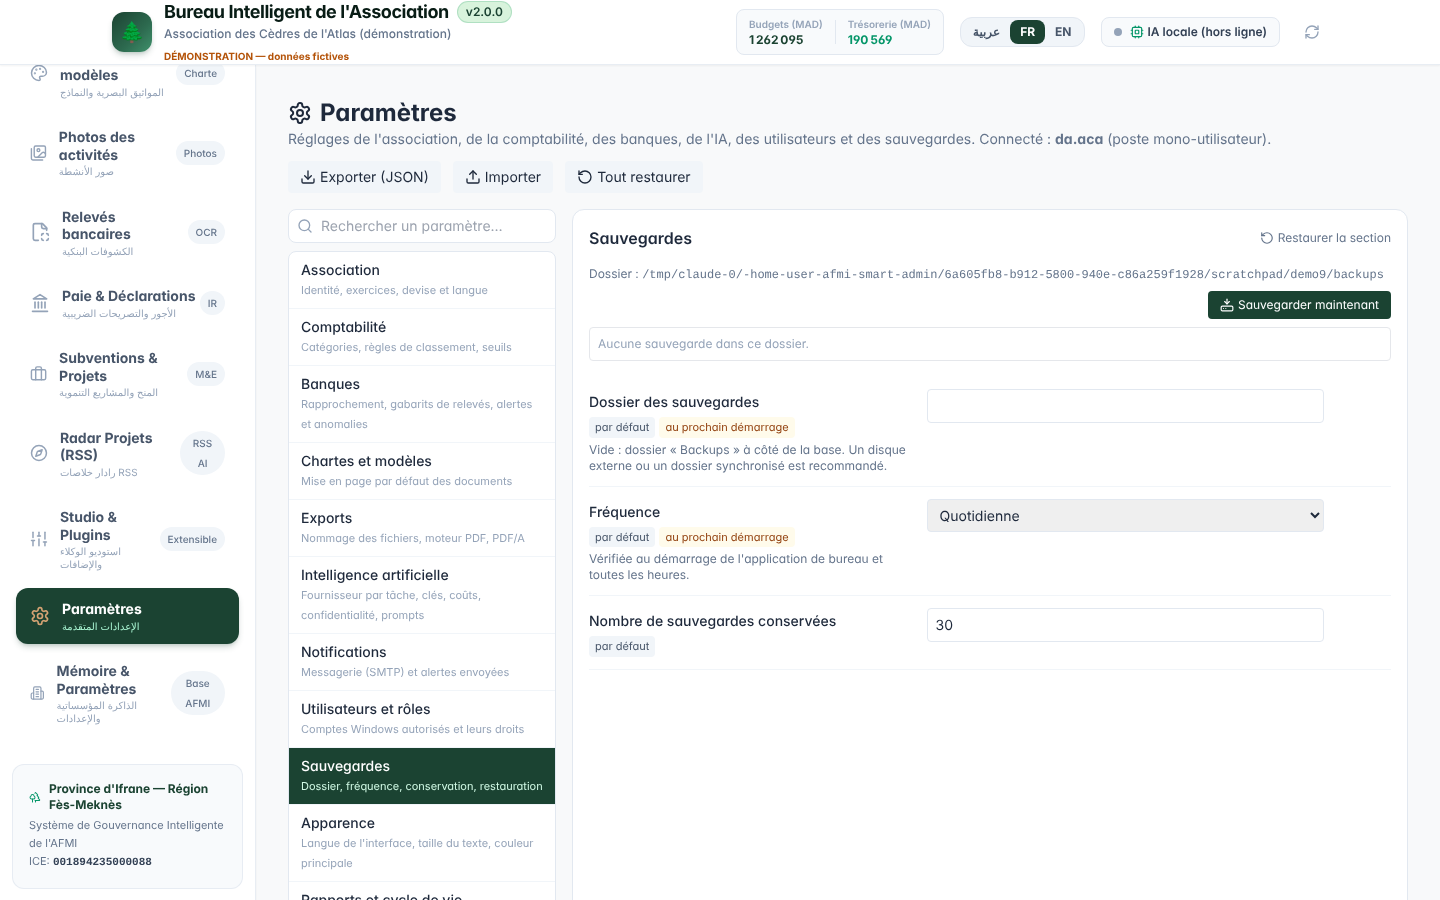 Bureau Intelligent de l'Association
v2.0.0
Association des Cèdres de l'Atlas (démonstration)
DÉMONSTRATION — données fictives
Budgets (MAD)
1 262 095
Trésorerie (MAD)
190 569
عربية
FR
EN
IA locale (hors ligne)
modèles
Charte
المواثيق البصرية والنماذج
Photos des
activités
Photos
صور الأنشطة
Relevés
bancaires
OCR
الكشوفات البنكية
Paie & Déclarations
IR
الأجور والتصريحات الضريبية
Subventions &
Projets
M&E
المنح والمشاريع التنموية
Radar Projets
(RSS)
RSS
AI
رادار خلاصات RSS
Studio &
Plugins
Extensible
استوديو الوكلاء
والإضافات
Paramètres
الإعدادات المتقدمة
Mémoire &
Paramètres
Base
AFMI
الذاكرة المؤسساتية
والإعدادات
Province d'Ifrane — Région
Fès-Meknès
Système de Gouvernance Intelligente
de l'AFMI
ICE: 001894235000088
Paramètres
Réglages de l'association, de la comptabilité, des banques, de l'IA, des utilisateurs et des sauvegardes. Connecté : da.aca (poste mono-utilisateur).
Exporter (JSON)
Importer
Tout restaurer
Rechercher un paramètre...
Association
Identité, exercices, devise et langue
Comptabilité
Catégories, règles de classement, seuils
Banques
Rapprochement, gabarits de relevés, alertes
et anomalies
Chartes et modèles
Mise en page par défaut des documents
Exports
Nommage des fichiers, moteur PDF, PDF/A
Intelligence artificielle
Fournisseur par tâche, clés, coûts,
confidentialité, prompts
Notifications
Messagerie (SMTP) et alertes envoyées
Utilisateurs et rôles
Comptes Windows autorisés et leurs droits
Sauvegardes
Dossier, fréquence, conservation, restauration
Apparence
Langue de l'interface, taille du texte, couleur
principale
Rapports et cycle de vie
Sauvegardes
Restaurer la section
Dossier : /tmp/claude-0/-home-user-afmi-smart-admin/6a605fb8-b912-5800-940e-c86a259f1928/scratchpad/demo9/backups
Sauvegarder maintenant
Aucune sauvegarde dans ce dossier.
Dossier des sauvegardes
par défaut
au prochain démarrage
Vide : dossier « Backups » à côté de la base. Un disque
externe ou un dossier synchronisé est recommandé.
Fréquence
par défaut
au prochain démarrage
Vérifiée au démarrage de l'application de bureau et
toutes les heures.
Quotidienne
Nombre de sauvegardes conservées
par défaut
30